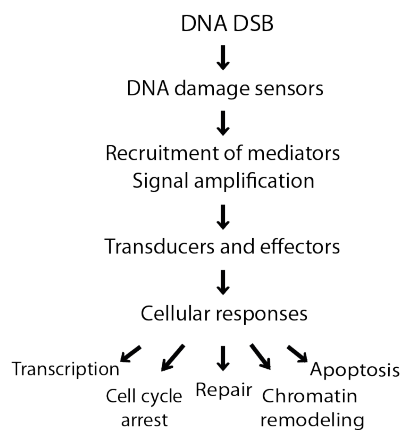 DNA DSB
DNA damage sensors
Recruitment of mediators
Signal amplification
Transducers and effectors
Cellular responses
Transcription
Cell cycle
arrest
Repair
Chromatin
remodeling
Apoptosis